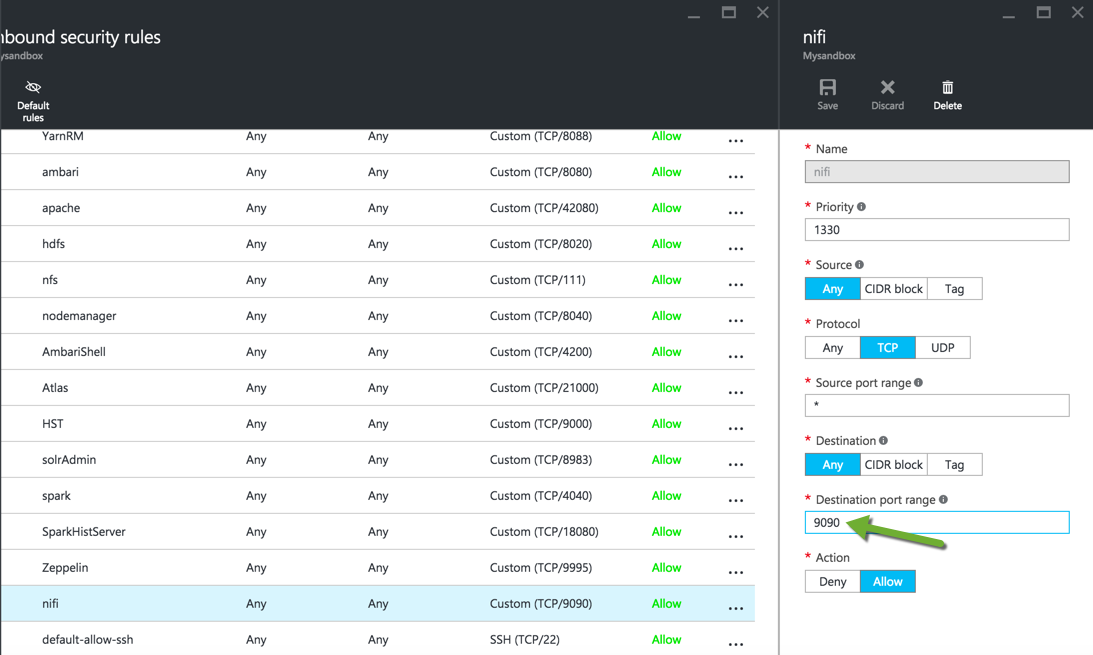 nbound security rules
ysandbox
Default
rules
YarnRM Any Any Custom (TCP/8088) Allow ...
ambari Any Any Custom (TCP/8080) Allow ...
apache Any Any Custom (TCP/42080) Allow ...
hdfs Any Any Custom (TCP/8020) Allow ...
nfs Any Any Custom (TCP/111) Allow ...
nodemanager Any Any Custom (TCP/8040) Allow ...
AmbariShell Any Any Custom (TCP/4200) Allow ...
Atlas Any Any Custom (TCP/21000) Allow ...
HST Any Any Custom (TCP/9000) Allow ...
solrAdmin Any Any Custom (TCP/8983) Allow ...
spark Any Any Custom (TCP/4040) Allow ...
SparkHistServer Any Any Custom (TCP/18080) Allow ...
Zeppelin Any Any Custom (TCP/9995) Allow ...
nifi Any Any Custom (TCP/9090) Allow ...
default-allow-ssh Any Any SSH (TCP/22) Allow ...
nifi
Mysandbox
Save Discard Delete
* Name
nifi
* Priority
1330
* Source
Any CIDR block Tag
* Protocol
Any TCP UDP
* Source port range
*
* Destination
Any CIDR block Tag
* Destination port range
9090
* Action
Deny Allow